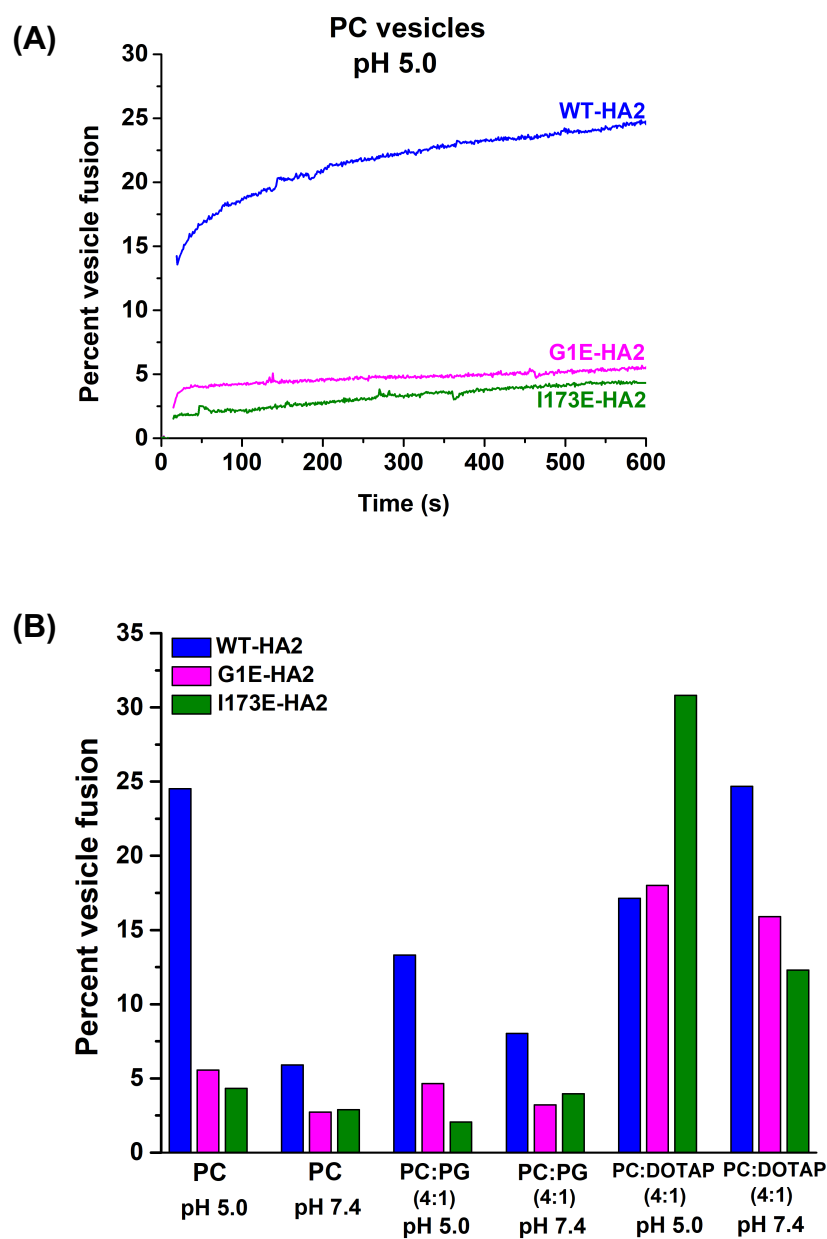 (A)
PC vesicles
pH 5.0
Percent vesicle fusion
30
25
20
15
10
5
0
WT-HA2
G1E-HA2
I173E-HA2
0 100 200 300 400 500 600
Time (s)
(B)
Percent vesicle fusion
35
30
25
20
15
10
5
0
WT-HA2
G1E-HA2
I173E-HA2
PC
pH 5.0
PC
pH 7.4
PC:PG
(4:1)
pH 5.0
PC:PG
(4:1)
pH 7.4
PC:DOTAP
(4:1)
pH 5.0
PC:DOTAP
(4:1)
pH 7.4